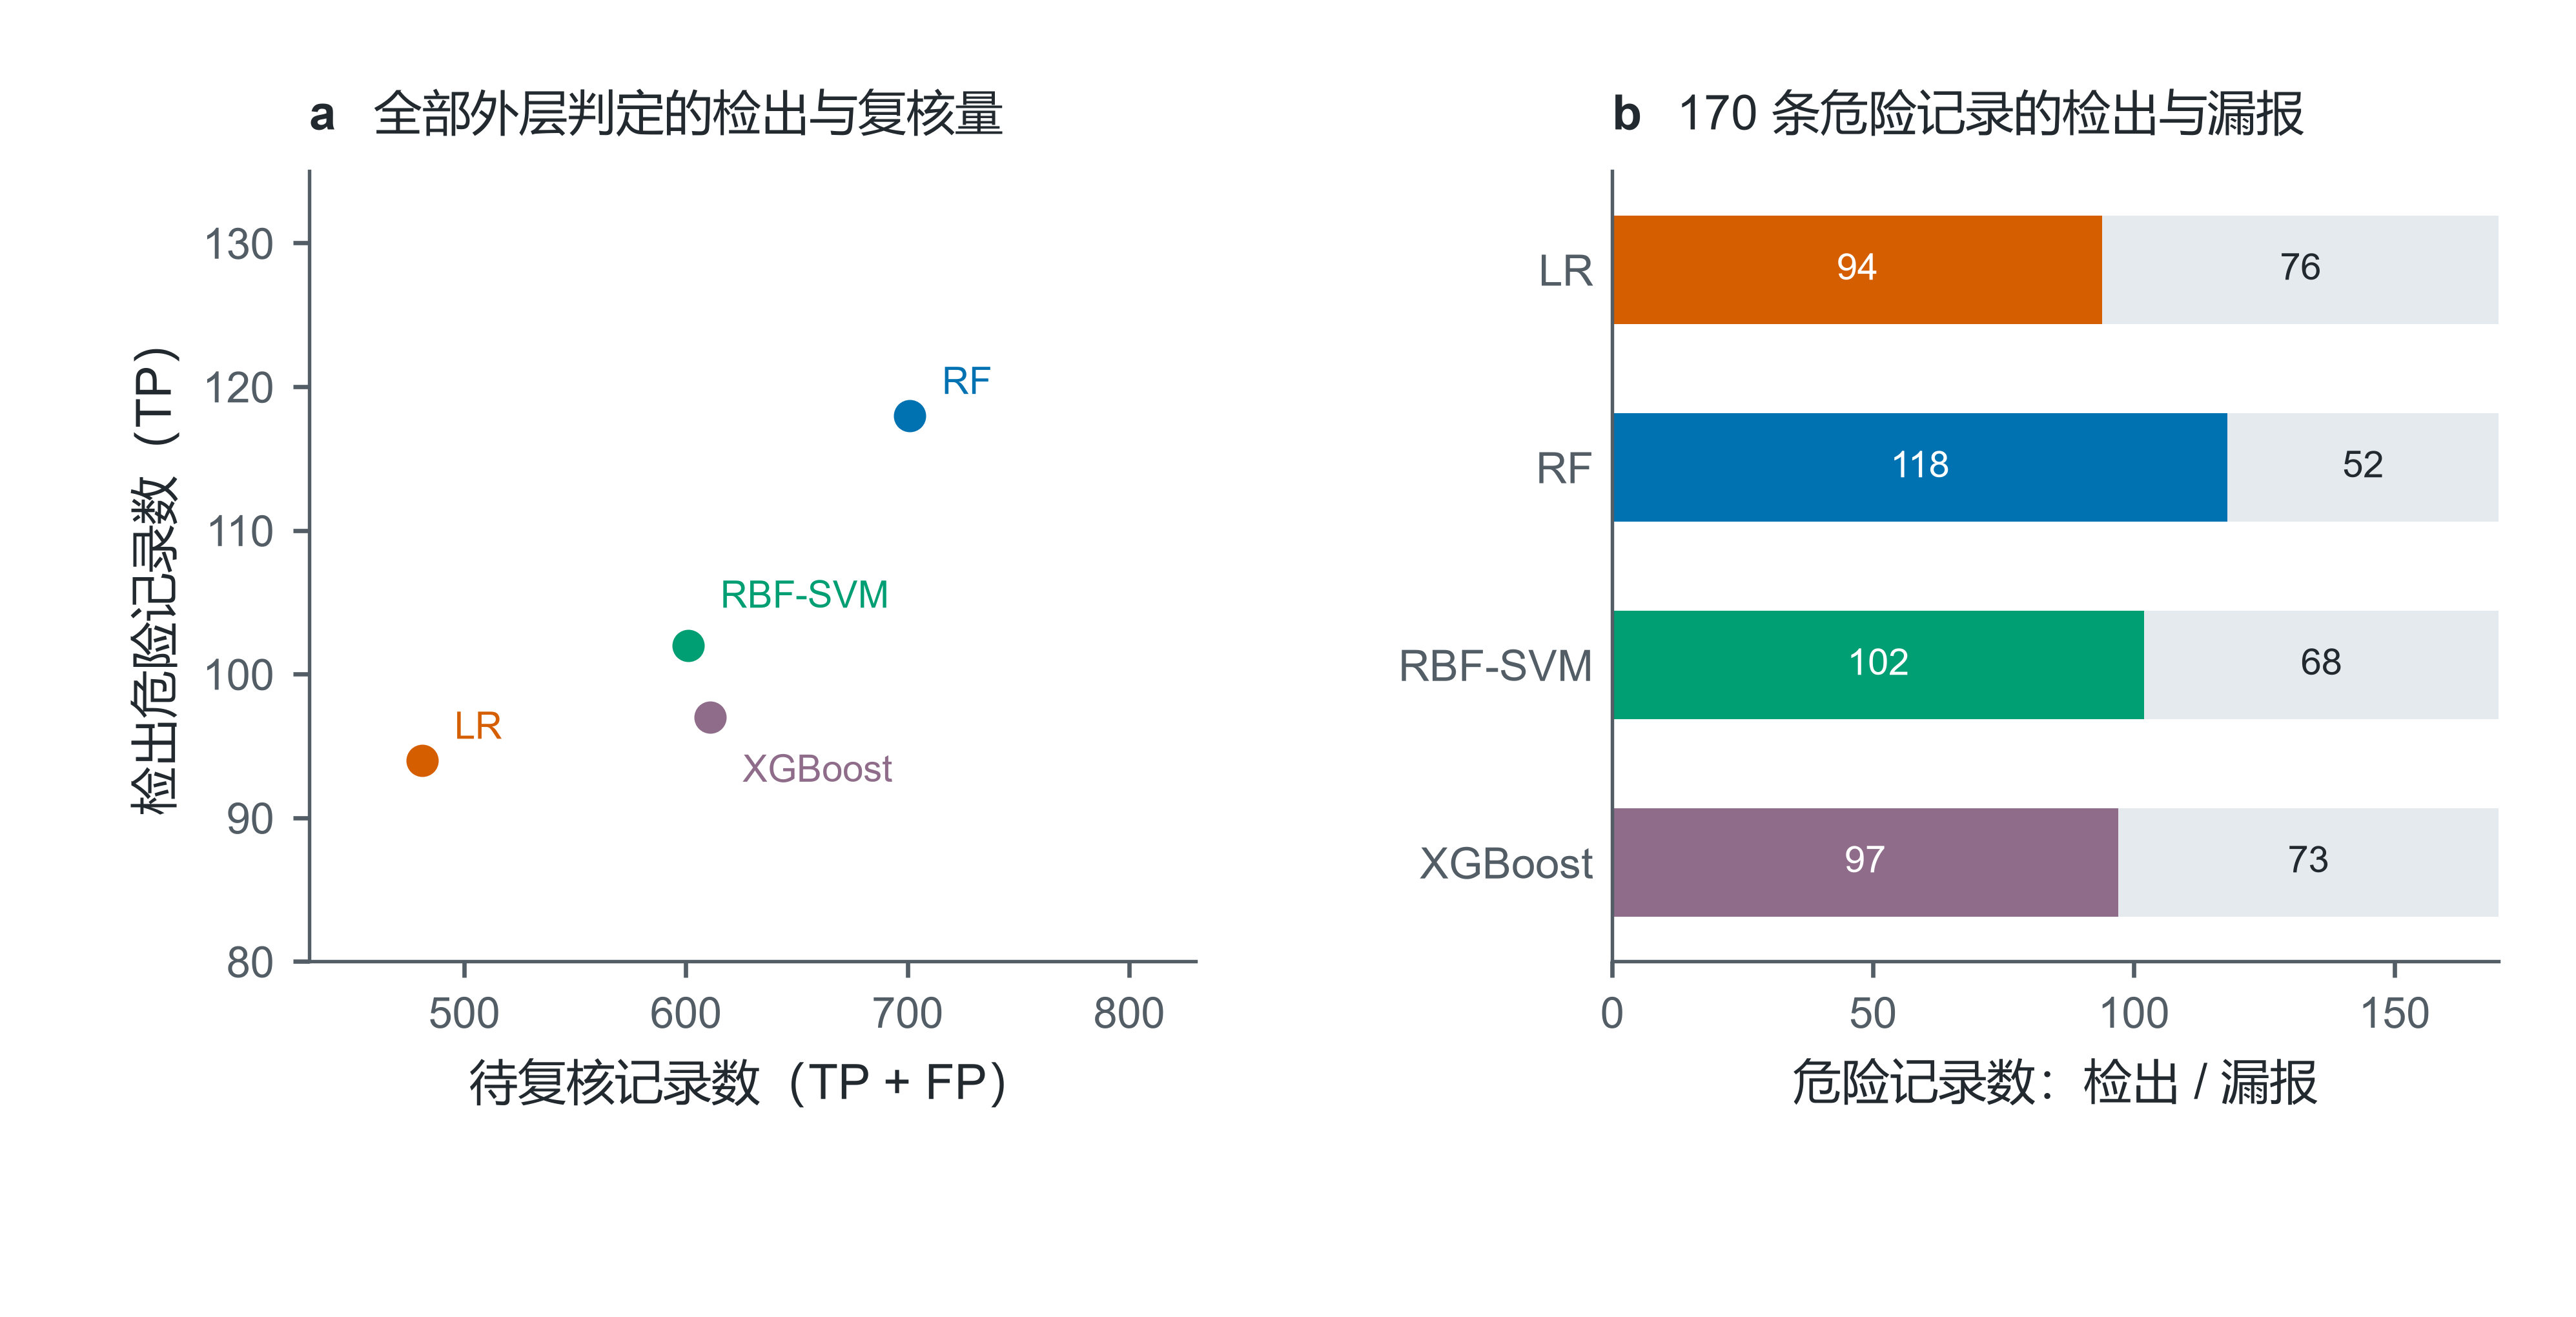 a 全部外层判定的检出与复核量
检出危险记录数（TP）
130
120
110
100
90
80
RF
RBF-SVM
LR
XGBoost
500 600 700 800
待复核记录数（TP + FP）
b 170 条危险记录的检出与漏报
LR 94 76
RF 118 52
RBF-SVM 102 68
XGBoost 97 73
0 50 100 150
危险记录数：检出 / 漏报